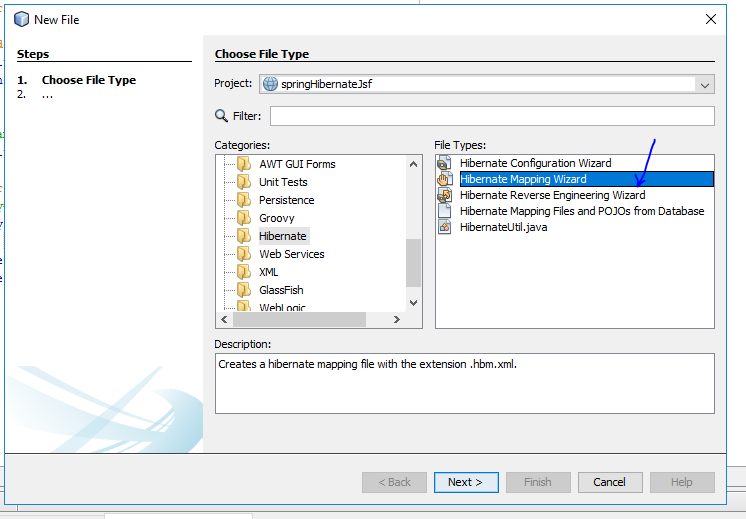 New File
Steps
1. Choose File Type
2. ...
Choose File Type
Project: springHibernateJsf
Filter:
Categories:
AWT GUI Forms
Unit Tests
Persistence
Groovy
Hibernate
Web Services
XML
GlassFish
WebLogic
File Types:
Hibernate Configuration Wizard
Hibernate Mapping Wizard
Hibernate Reverse Engineering Wizard
Hibernate Mapping Files and POJOs from Database
HibernateUtil.java
Description:
Creates a hibernate mapping file with the extension .hbm.xml.
< Back
Next >
Finish
Cancel
Help